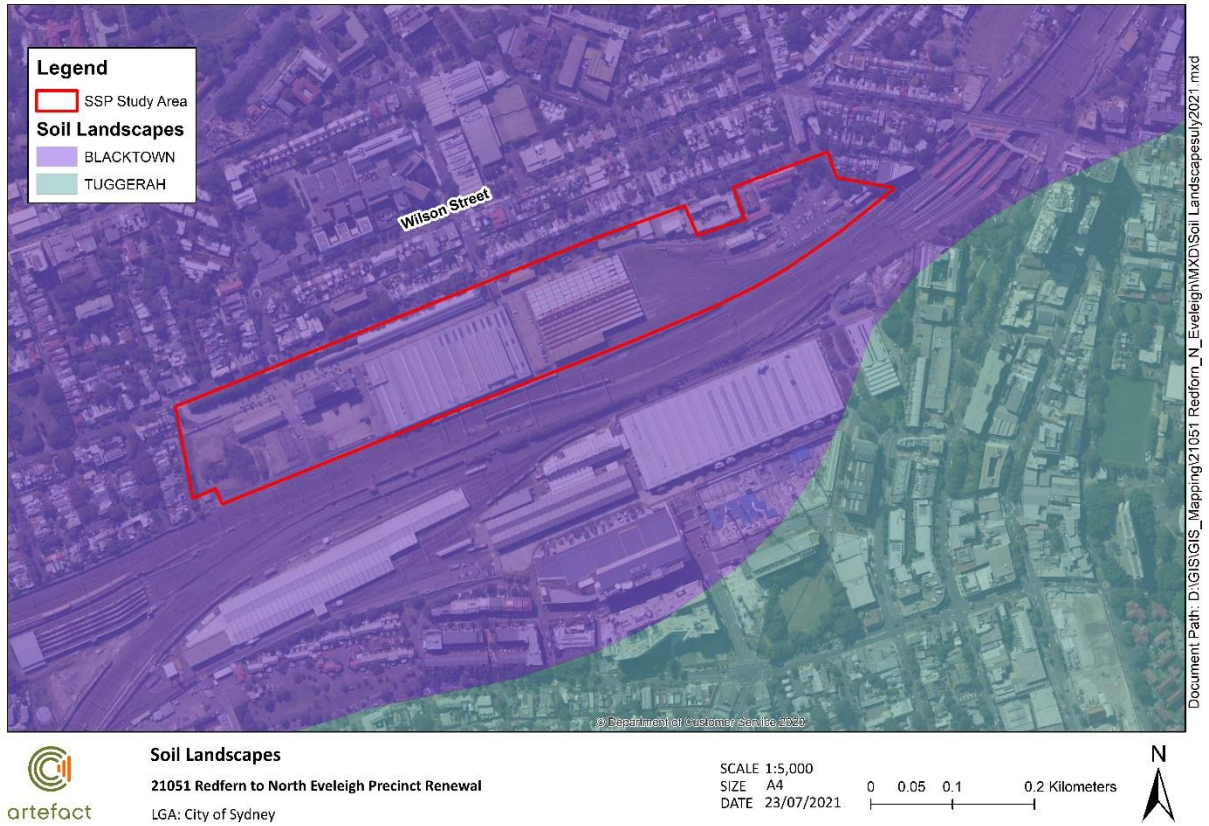 Legend
SSP Study Area
Soil Landscapes
BLACKTOWN
TUGGERAH
Wilson Street
© Department of Customer Service 2020
Document Path: D:\GIS\GIS_Mapping\21051 Redforn_N_Eveleigh\MXD\Soil Landscapesuly2021.mxd
artefact
Soil Landscapes
21051 Redfern to North Eveleigh Precinct Renewal
LGA: City of Sydney
SCALE 1:5,000
SIZE A4
DATE 23/07/2021
0 0.05 0.1 0.2 Kilometers
N